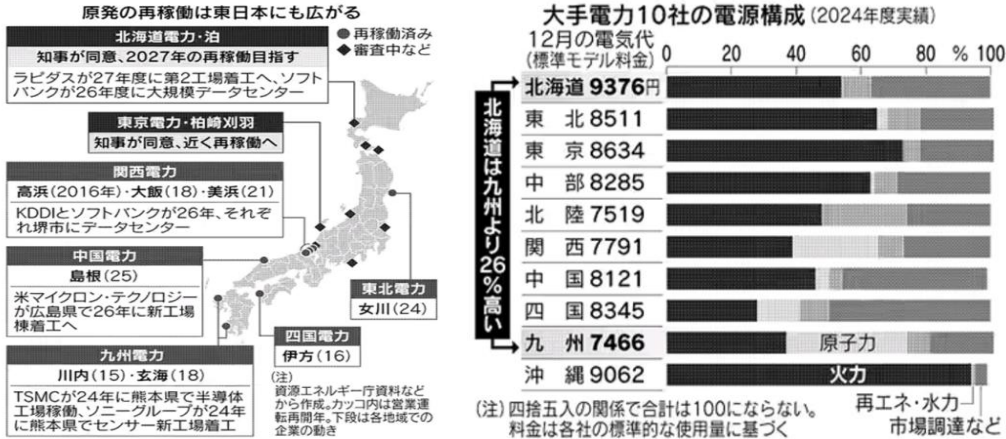 原発の再稼働は東日本にも広がる
●再稼働済み
◆審査中など
北海道電力・泊
知事が同意、2027年の再稼働目指す
ラピダスが27年度に第2工場着工へ、ソフト
バンクが26年度に大規模データセンター
東京電力・柏崎刈羽
知事が同意、近く再稼働へ
関西電力
高浜(2016年)・大飯(18)・美浜(21)
KDDIとソフトバンクが26年、それぞ
れ堺市にデータセンター
中国電力
島根(25)
米マイクロン・テクノロジー
が広島県で26年に新工場
棟着工へ
九州電力
川内(15)・玄海(18)
TSMCが24年に熊本県で半導体
工場稼働、ソニーグループが24年
に熊本県でセンサー新工場着工
東北電力
女川(24)
四国電力
伊方(16)
(注)
資源エネルギー庁資料など
から作成。カッコ内は営業運
転再開年。下段は各地域での
企業の動き
大手電力10社の電源構成(2024年度実績)
12月の電気代
(標準モデル料金)
0 20 40 60 80 % 100
北海道は九州より26%高い
北海道 9376円
東北 8511
東京 8634
中部 8285
北陸 7519
関西 7791
中国 8121
四国 8345
九州 7466
原子力
沖縄 9062
火力
再エネ・水力
市場調達など
(注)四捨五入の関係で合計は100にならない。
料金は各社の標準的な使用量に基づく